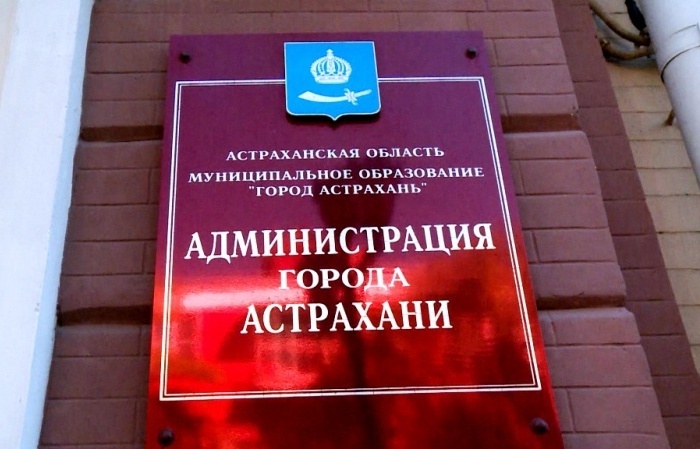 АСТРАХАНСКАЯ ОБЛАСТЬ
МУНИЦИПАЛЬНОЕ ОБРАЗОВАНИЕ
"ГОРОД АСТРАХАНЬ"
АДМИНИСТРАЦИЯ
ГОРОДА
АСТРАХАНИ